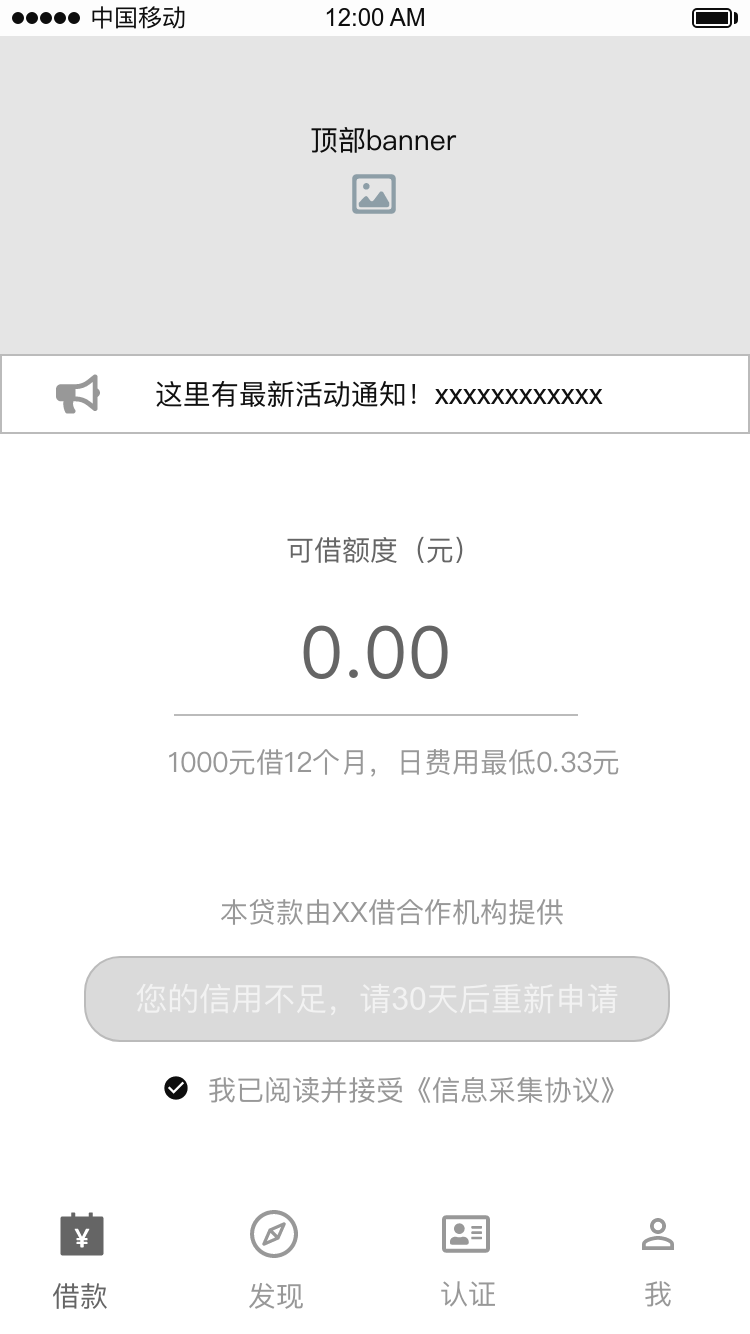 中国移动 12:00 AM
顶部banner
这里有最新活动通知！xxxxxxxxxxxx
可借额度（元）
0.00
1000元借12个月，日费用最低0.33元
本贷款由XX借合作机构提供
您的信用不足，请30天后重新申请
我已阅读并接受《信息采集协议》
¥
借款 发现 认证 我